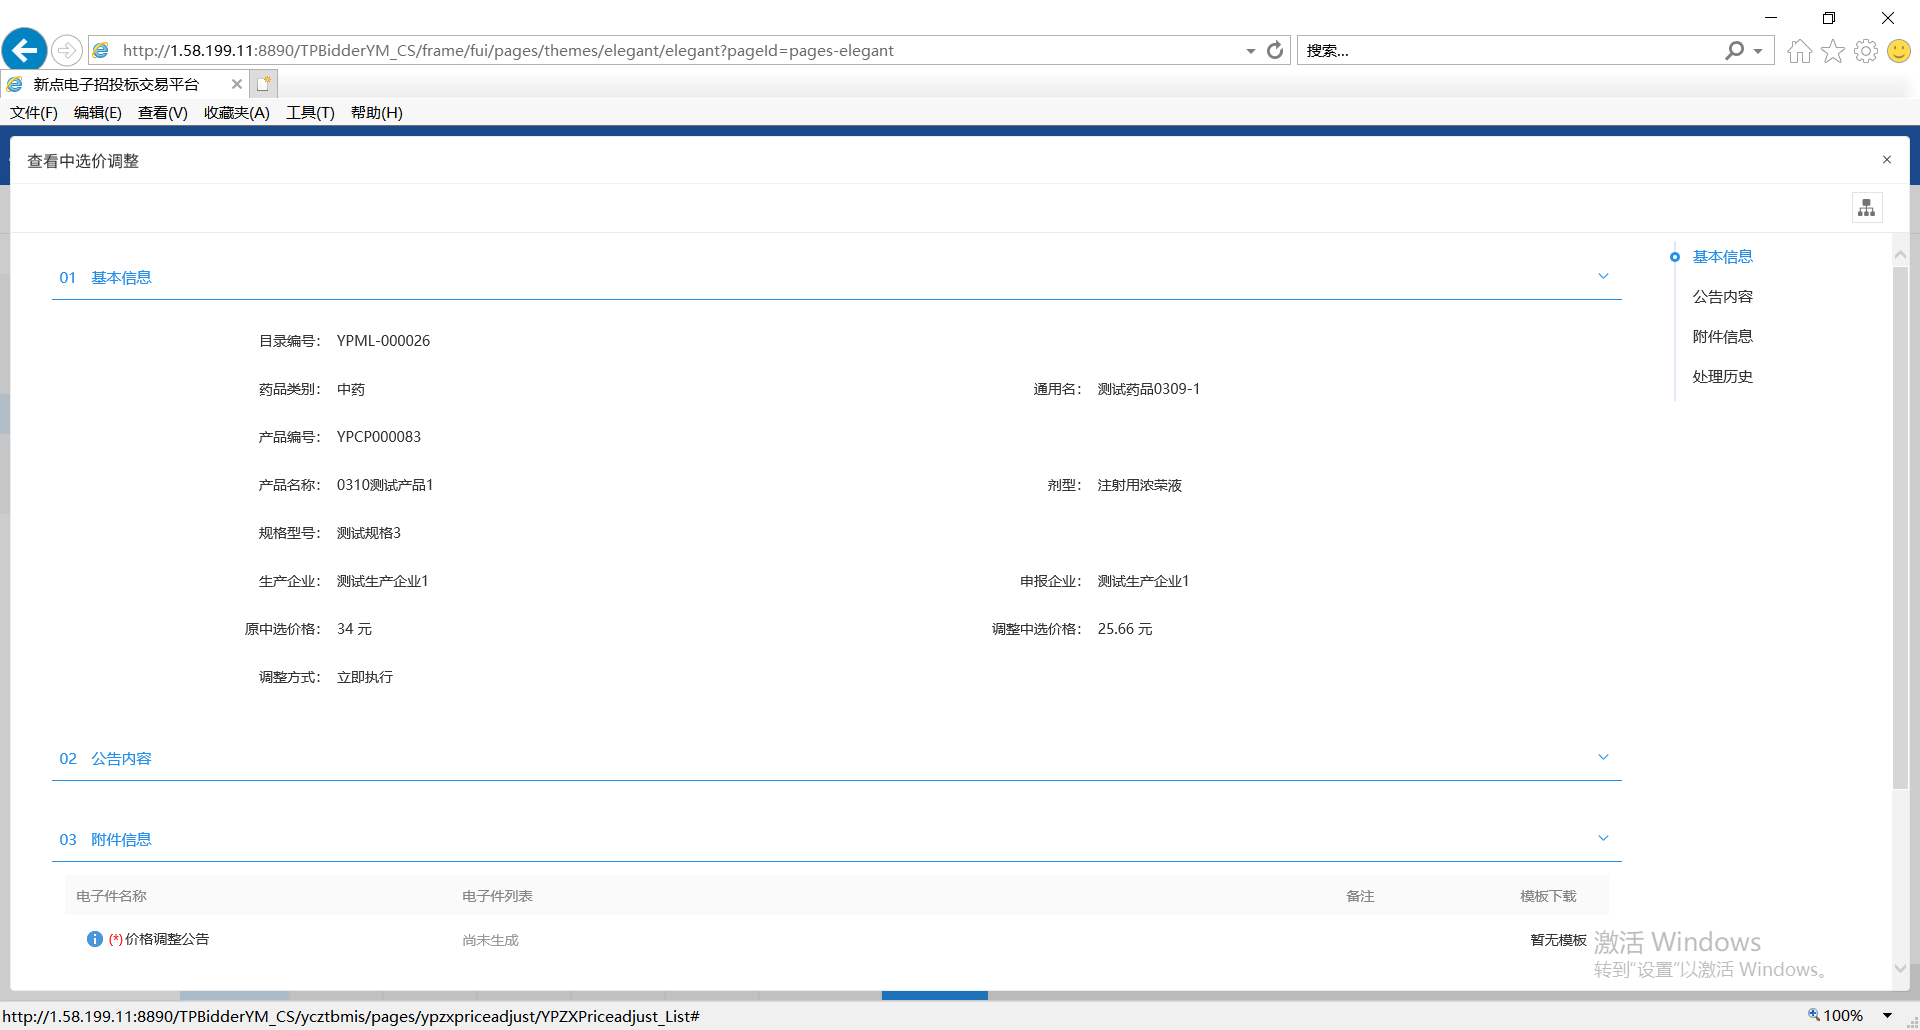 http://1.58.199.11:8890/TPBidderYM_CS/frame/fui/pages/themes/elegant/elegant?pageId=pages-elegant
搜索...
新点电子招投标交易平台
文件(F) 编辑(E) 查看(V) 收藏夹(A) 工具(T) 帮助(H)
查看中选价调整
01 基本信息
基本信息
公告内容
附件信息
处理历史
目录编号： YPML-000026
药品类别： 中药 通用名： 测试药品0309-1
产品编号： YPCP000083
产品名称： 0310测试产品1 剂型： 注射用浓荣液
规格型号： 测试规格3
生产企业： 测试生产企业1 申报企业： 测试生产企业1
原中选价格： 34 元 调整中选价格： 25.66 元
调整方式： 立即执行
02 公告内容
03 附件信息
电子件名称 电子件列表 备注 模板下载
(*)价格调整公告 尚未生成 暂无模板
激活 Windows
转到“设置”以激活 Windows。
http://1.58.199.11:8890/TPBidderYM_CS/ycztbmis/pages/ypzxpriceadjust/YPZXPriceadjust_List#
100%